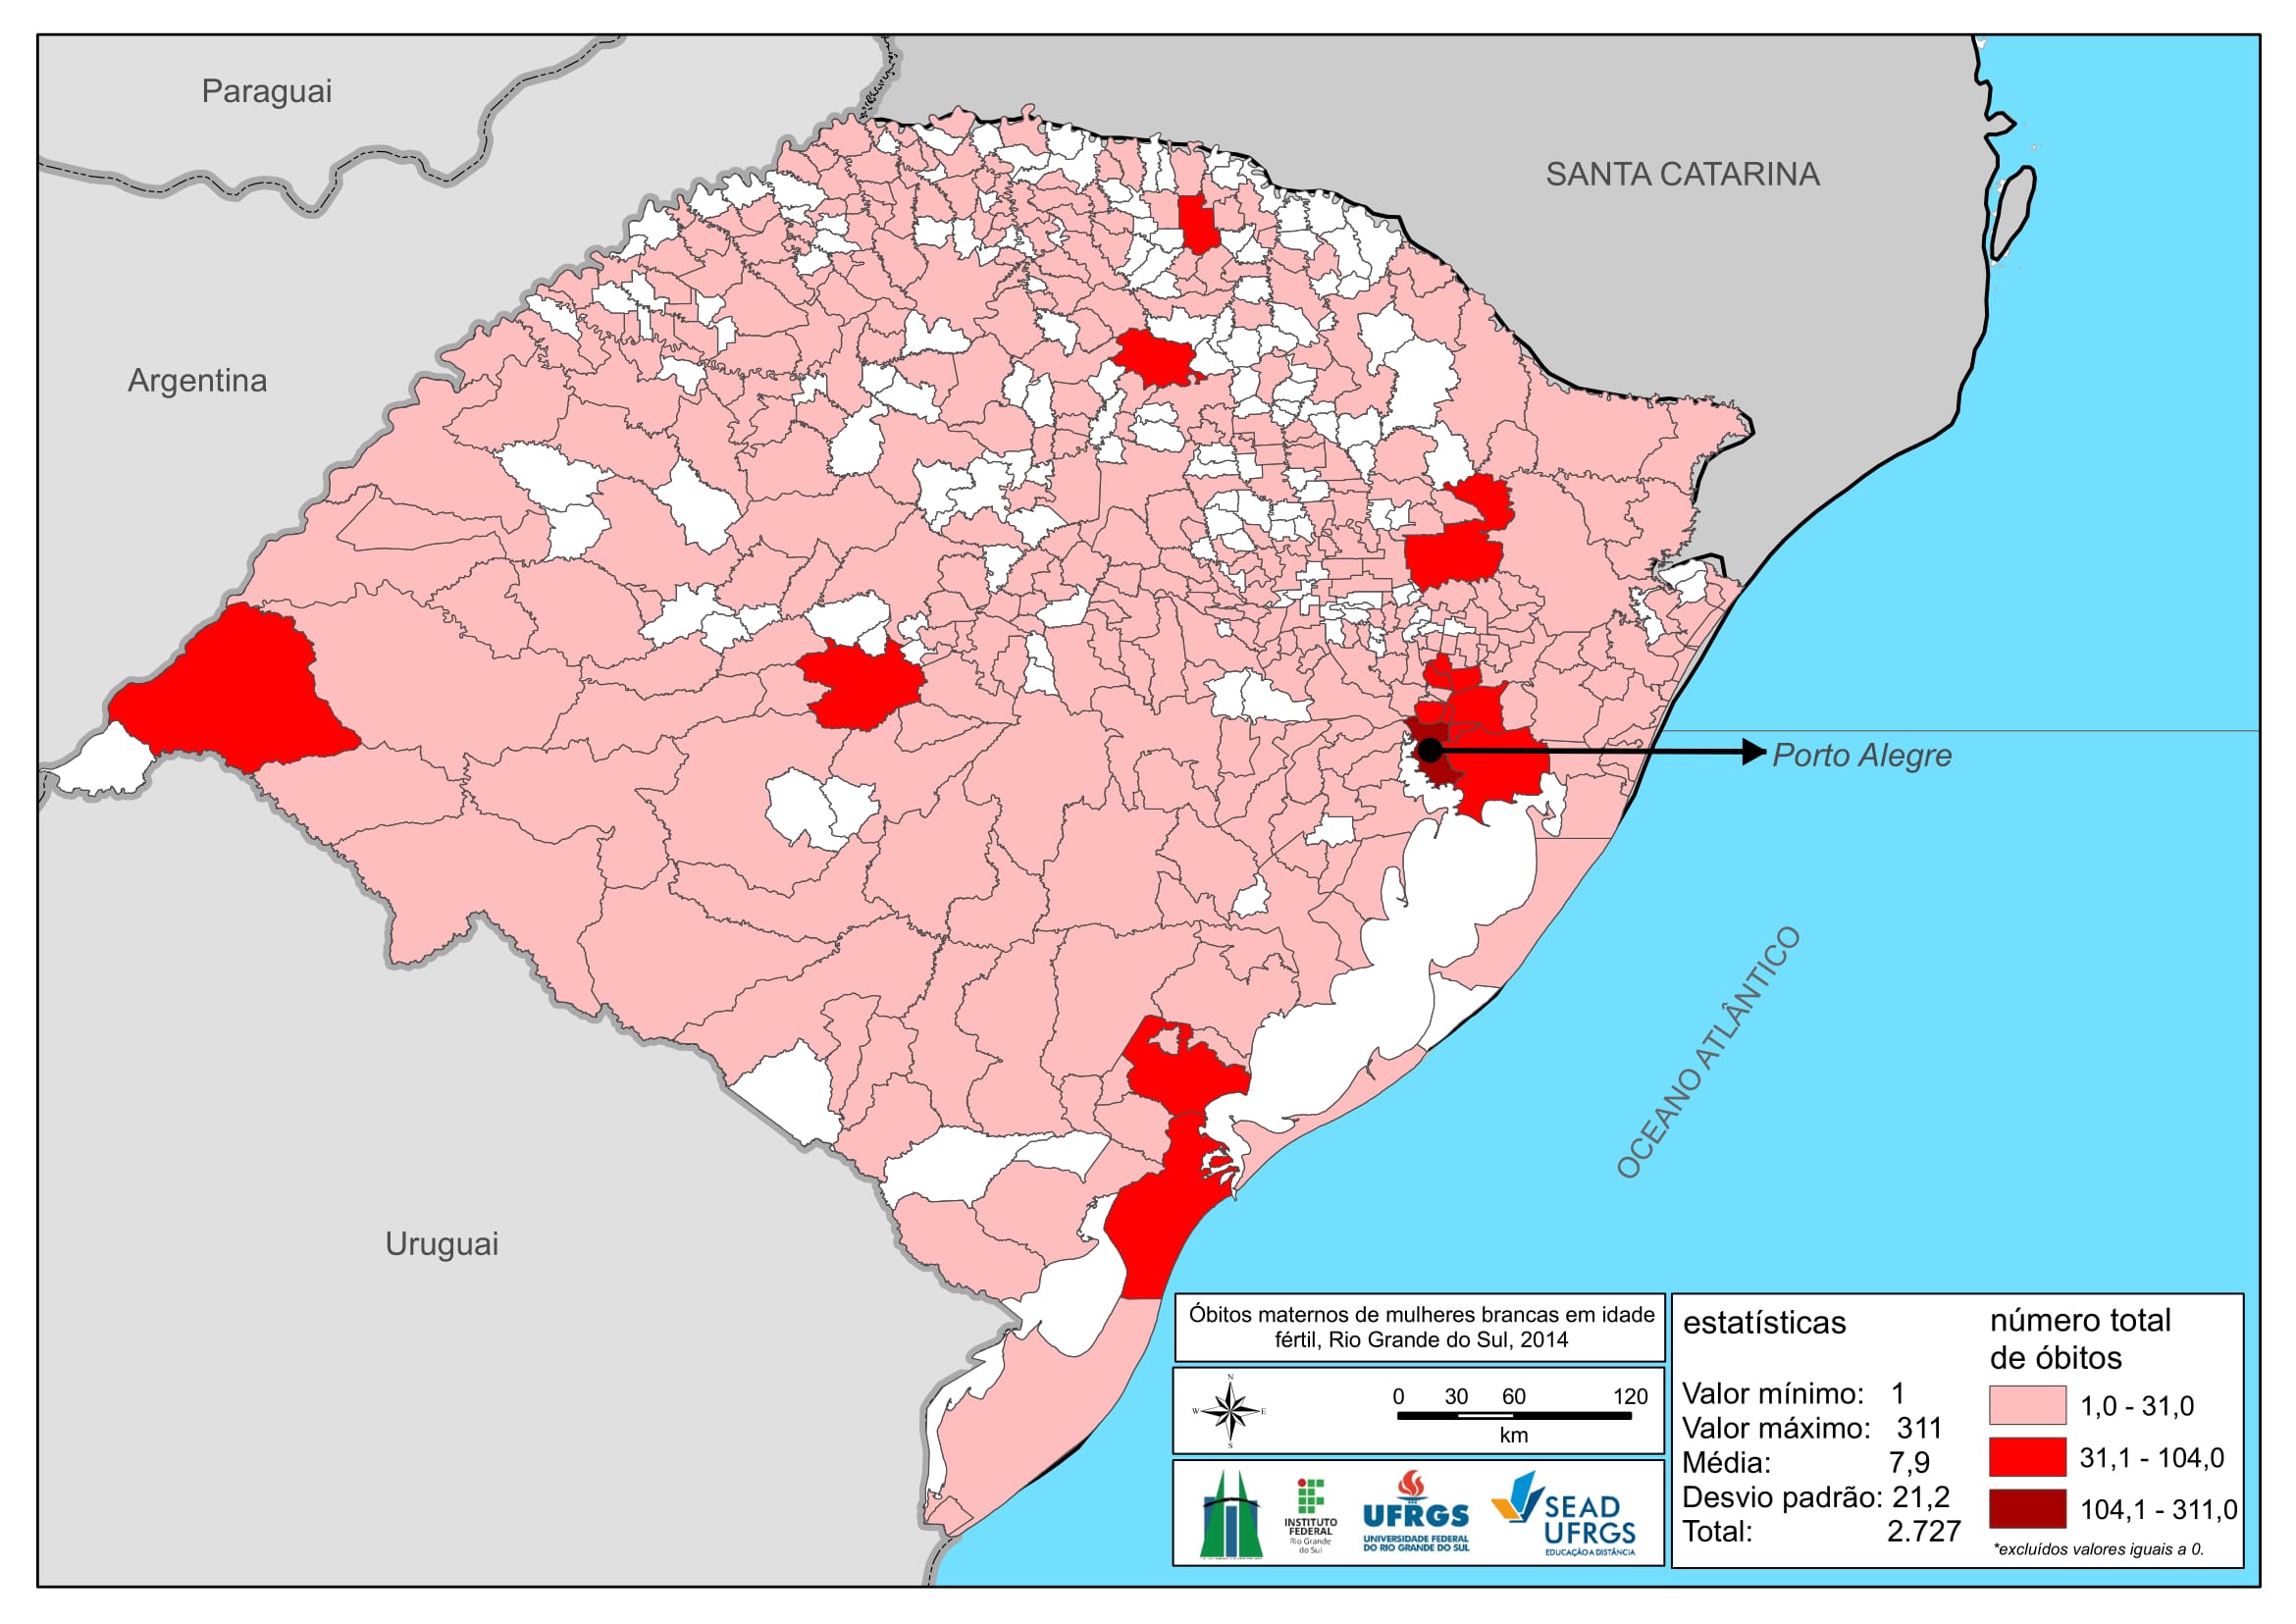 Paraguai
SANTA CATARINA
Argentina
Porto Alegre
OCEANO ATLÂNTICO
Uruguai
Óbitos maternos de mulheres brancas em idade
fértil, Rio Grande do Sul, 2014
N
W
E
S
0 30 60 120
km
INSTITUTO
FEDERAL
Rio Grande
do Sul
UFRGS
UNIVERSIDADE FEDERAL
DO RIO GRANDE DO SUL
SEAD
UFRGS
EDUCAÇÃO A DISTÂNCIA
estatísticas
Valor mínimo: 1
Valor máximo: 311
Média: 7,9
Desvio padrão: 21,2
Total: 2.727
número total
de óbitos
1,0 - 31,0
31,1 - 104,0
104,1 - 311,0
*excluídos valores iguais a 0.